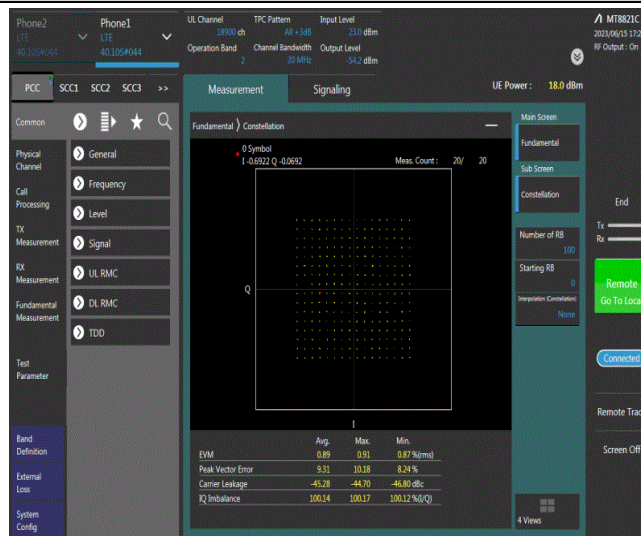 Phone2
LTE
40.10S#044
Phone1
LTE
40.10S#044
UL Channel
18900 ch
TPC Pattern
All +3dB
Input Level
23.0 dBm
Operation Band
2
Channel Bandwidth
20 MHz
Output Level
-54.2 dBm
MT8821C
2023/06/15 17:2
RF Output : On
PCC SCC1 SCC2 SCC3 >>
Measurement
Signaling
UE Power : 18.0 dBm
Common
Physical
Channel
Call
Processing
TX
Measurement
RX
Measurement
Fundamental
Measurement
Test
Parameter
Band
Definition
External
Loss
System
Config
General
Frequency
Level
Signal
UL RMC
DL RMC
TDD
Fundamental 〉 Constellation
0 Symbol
I -0.6922 Q -0.0692
Meas. Count : 20/ 20
Q
I
Avg. Max. Min.
EVM 0.89 0.91 0.87 %(rms)
Peak Vector Error 9.31 10.18 8.24 %
Carrier Leakage -45.28 -44.70 -46.80 dBc
IQ Imbalance 100.14 100.17 100.12 %(I/Q)
Main Screen
Fundamental
Sub Screen
Constellation
Number of RB
100
Starting RB
0
Interpolation (Constellation)
None
4 Views
End
Tx
Rx
Remote
Go To Loca
Connected
Remote Trac
Screen Off